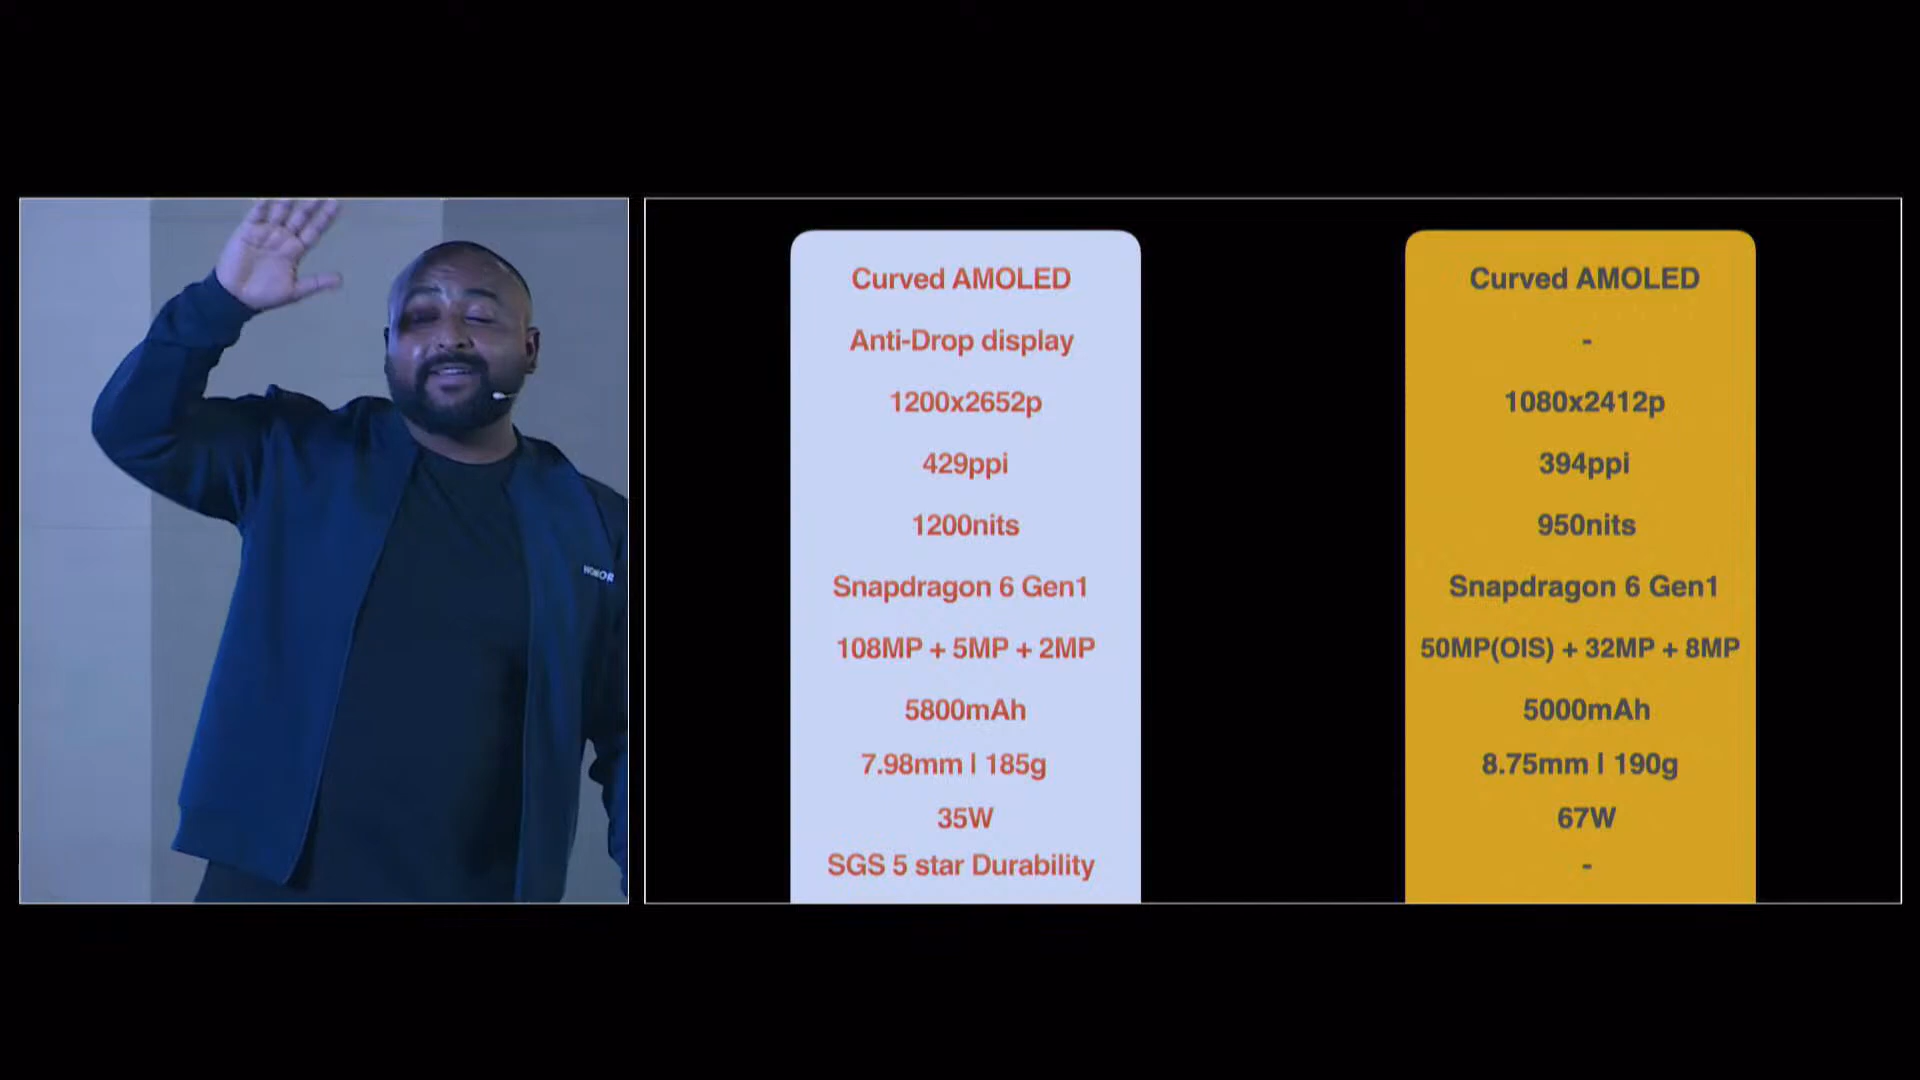 HONOR
Curved AMOLED
Anti-Drop display
1200x2652p
429ppi
1200nits
Snapdragon 6 Gen1
108MP + 5MP + 2MP
5800mAh
7.98mm | 185g
35W
SGS 5 star Durability
Curved AMOLED
-
1080x2412p
394ppi
950nits
Snapdragon 6 Gen1
50MP(OIS) + 32MP + 8MP
5000mAh
8.75mm | 190g
67W
-